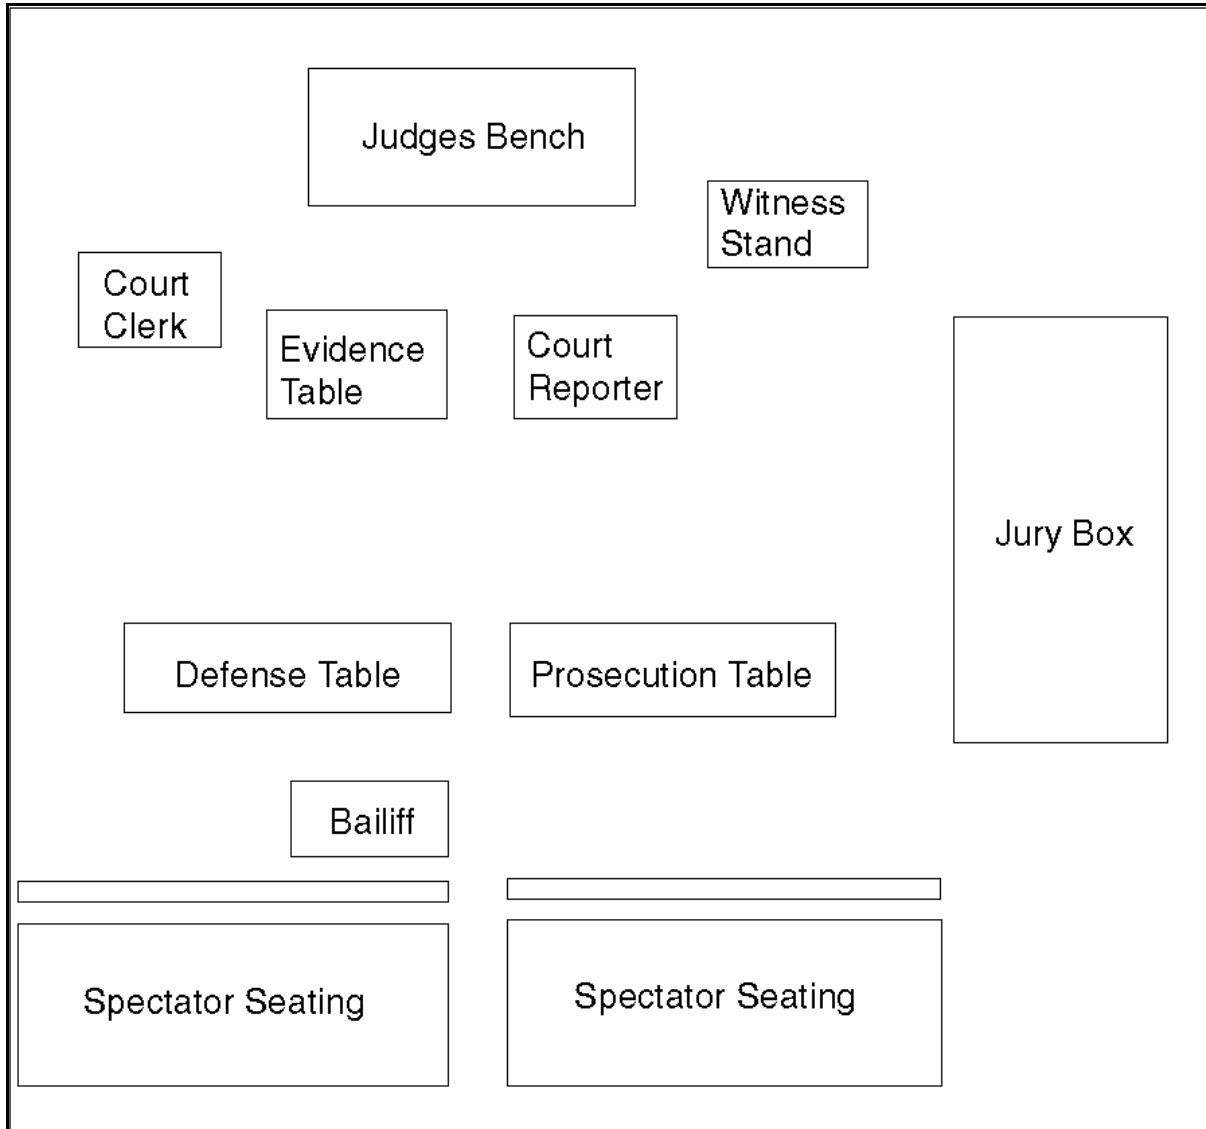 Judges Bench
Witness
Stand
Court
Clerk
Evidence
Table
Court
Reporter
Jury Box
Defense Table
Prosecution Table
Bailiff
Spectator Seating
Spectator Seating